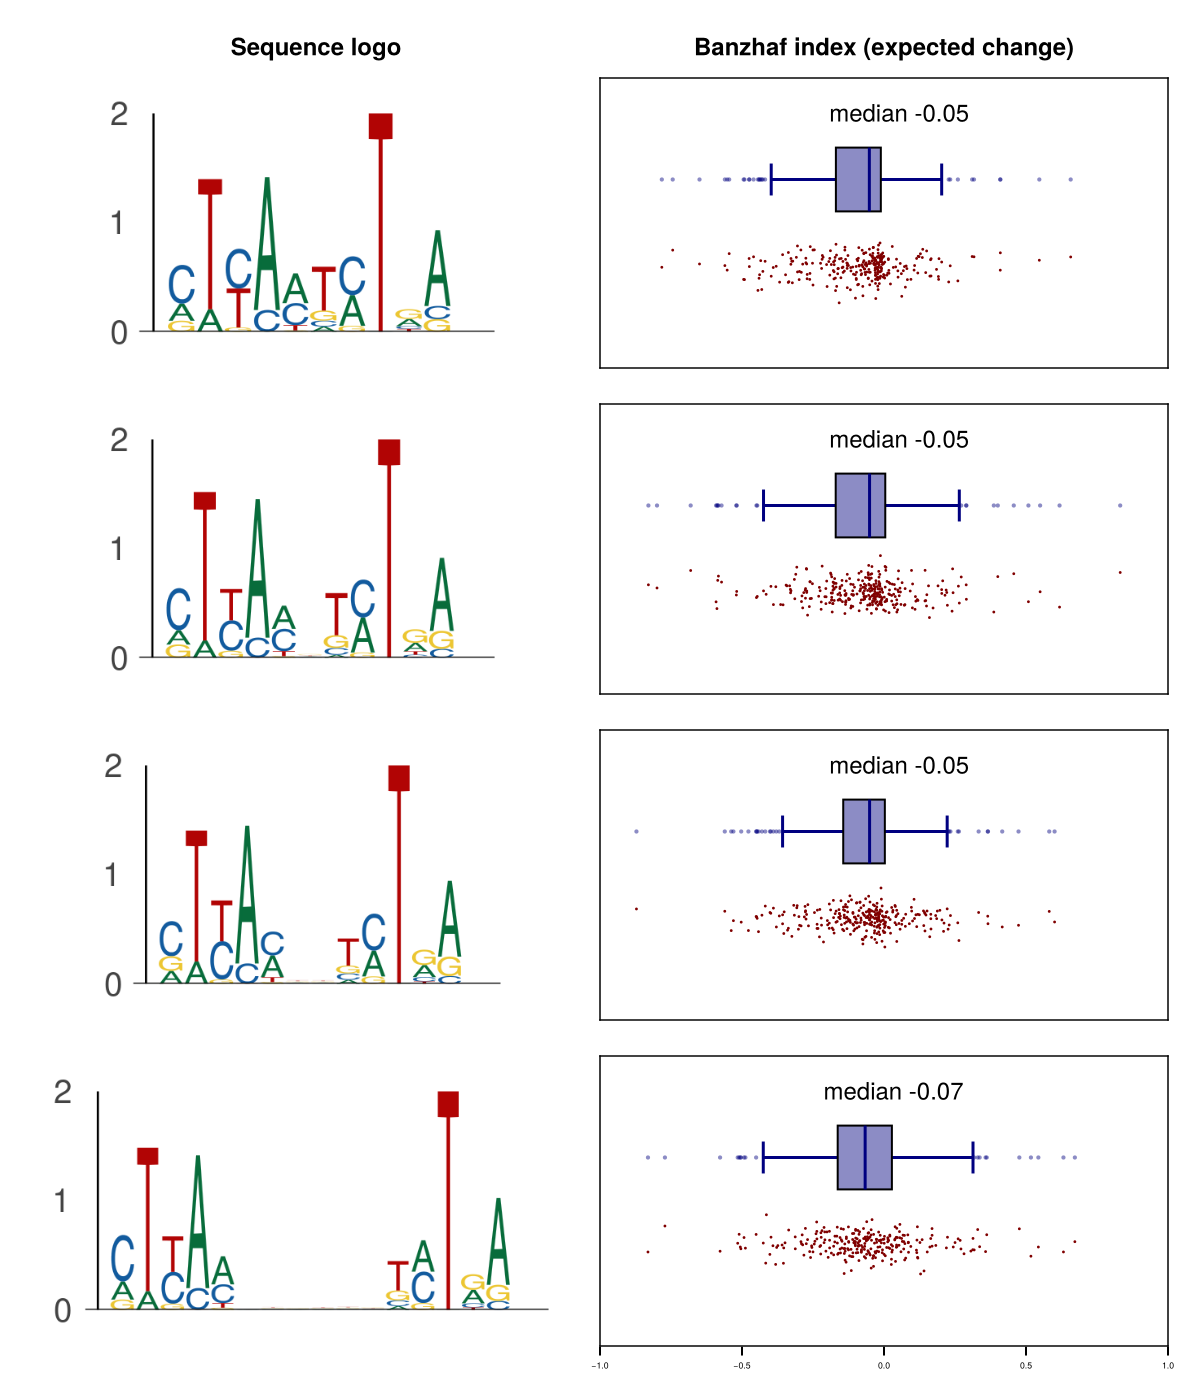 Sequence logo
Banzhaf index (expected change)
2
1
0
C A G
T A
C T G
A C
A C T
T G C A
C A G
T
G A T C
A C G
median -0.05
2
1
0
C A G
T A
T C G
A C
A C T
T G C A
C A G
T
G A T C
A G C
median -0.05
2
1
0
C G A
T A
T C G
A C
C A T
T G C A
C A G
T
G A T C
A G C
median -0.05
2
1
0
C A G
T A
T C G
A C
A C T
T G C A
A C G
T
G A T C
A G C
median -0.07
−1.0
−0.5
0.0
0.5
1.0